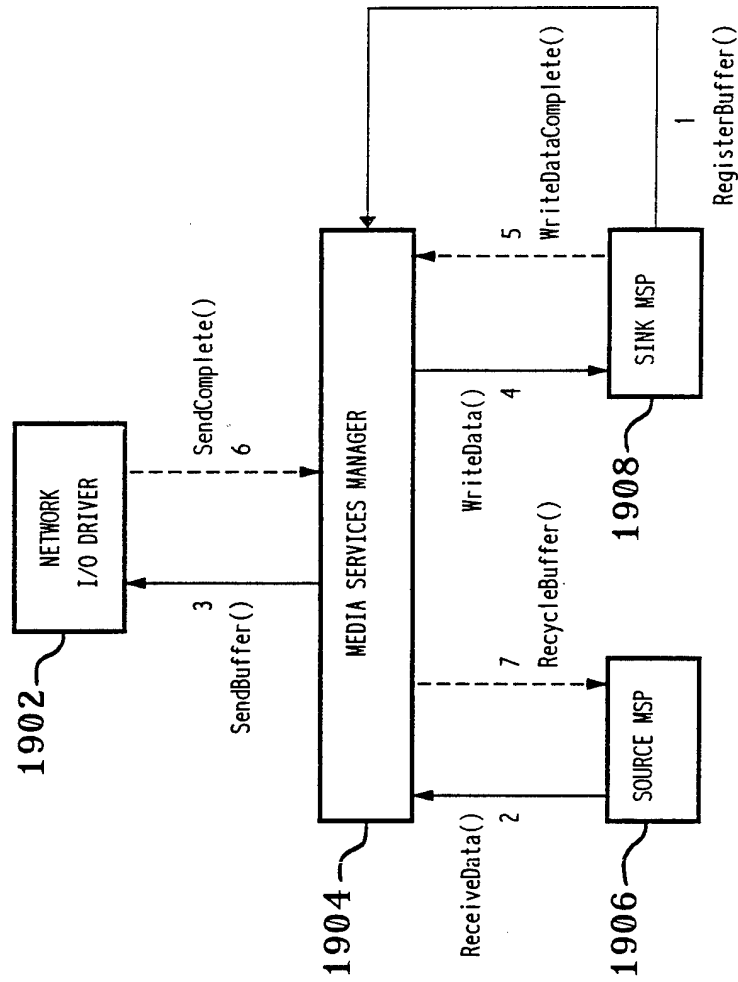 1902
NETWORK
I/O DRIVER
3
SendBuffer()
SendComplete()
6
1904
MEDIA SERVICES MANAGER
ReceiveData()
2
7
RecycleBuffer()
WriteData()
4
5
WriteDataComplete()
1
RegisterBuffer()
1906
SOURCE MSP
1908
SINK MSP